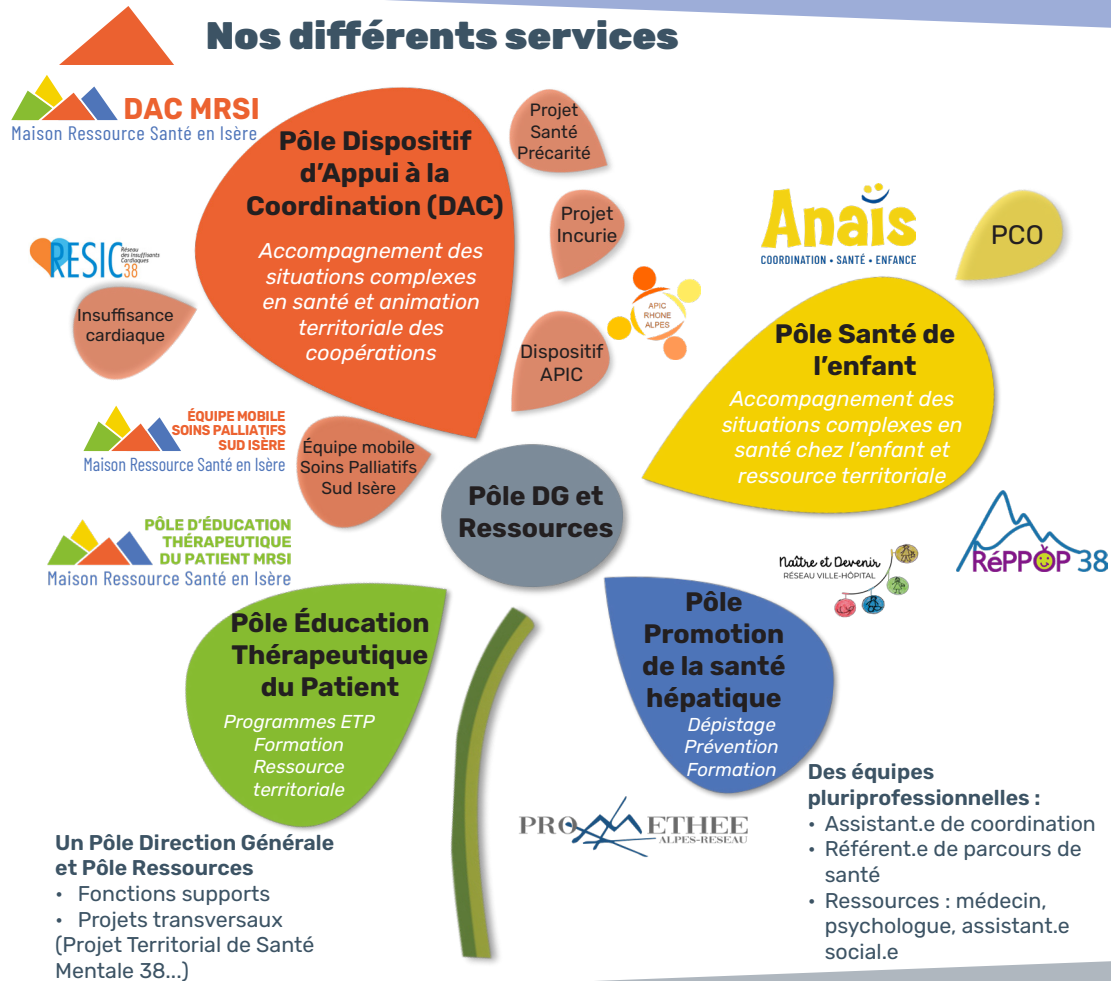 Nos différents services
DAC MRSI
Maison Ressource Santé en Isère
Pôle Dispositif
d’Appui à la
Coordination (DAC)
Accompagnement des
situations complexes
en santé et animation
territoriale des
coopérations
Projet
Santé
Précarité
Projet
Incurie
APIC
RHONE
ALPES
Dispositif
APIC
RESIC38
Réseau
des Insuffisants
Cardiaques
Insuffisance
cardiaque
ÉQUIPE MOBILE
SOINS PALLIATIFS
SUD ISÈRE
Maison Ressource Santé en Isère
Équipe mobile
Soins Palliatifs
Sud Isère
Anaïs
COORDINATION • SANTÉ • ENFANCE
PCO
Pôle Santé de
l’enfant
Accompagnement des
situations complexes en
santé chez l’enfant et
ressource territoriale
Pôle DG et
Ressources
PÔLE D’ÉDUCATION
THÉRAPEUTIQUE
DU PATIENT MRSI
Maison Ressource Santé en Isère
Naître et Devenir
RÉSEAU VILLE-HÔPITAL
RéPPOP 38
Pôle Éducation
Thérapeutique
du Patient
Programmes ETP
Formation
Ressource
territoriale
Pôle
Promotion
de la santé
hépatique
Dépistage
Prévention
Formation
PROMETHEE
ALPES-RESEAU
Un Pôle Direction Générale
et Pôle Ressources
• Fonctions supports
• Projets transversaux
(Projet Territorial de Santé
Mentale 38...)
Des équipes
pluriprofessionnelles :
• Assistant.e de coordination
• Référent.e de parcours de
santé
• Ressources : médecin,
psychologue, assistant.e
social.e